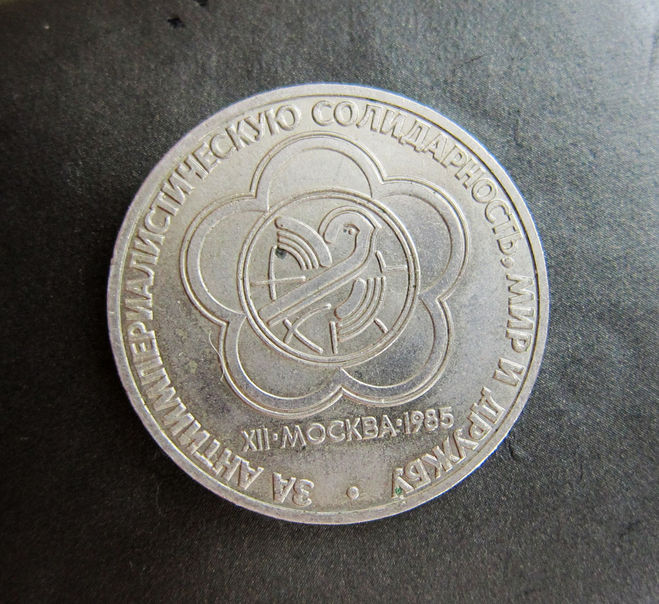 ЗА АНТИИМПЕРИАЛИСТИЧЕСКУЮ СОЛИДАРНОСТЬ, МИР И ДРУЖБУ •
XII•МОСКВА•1985